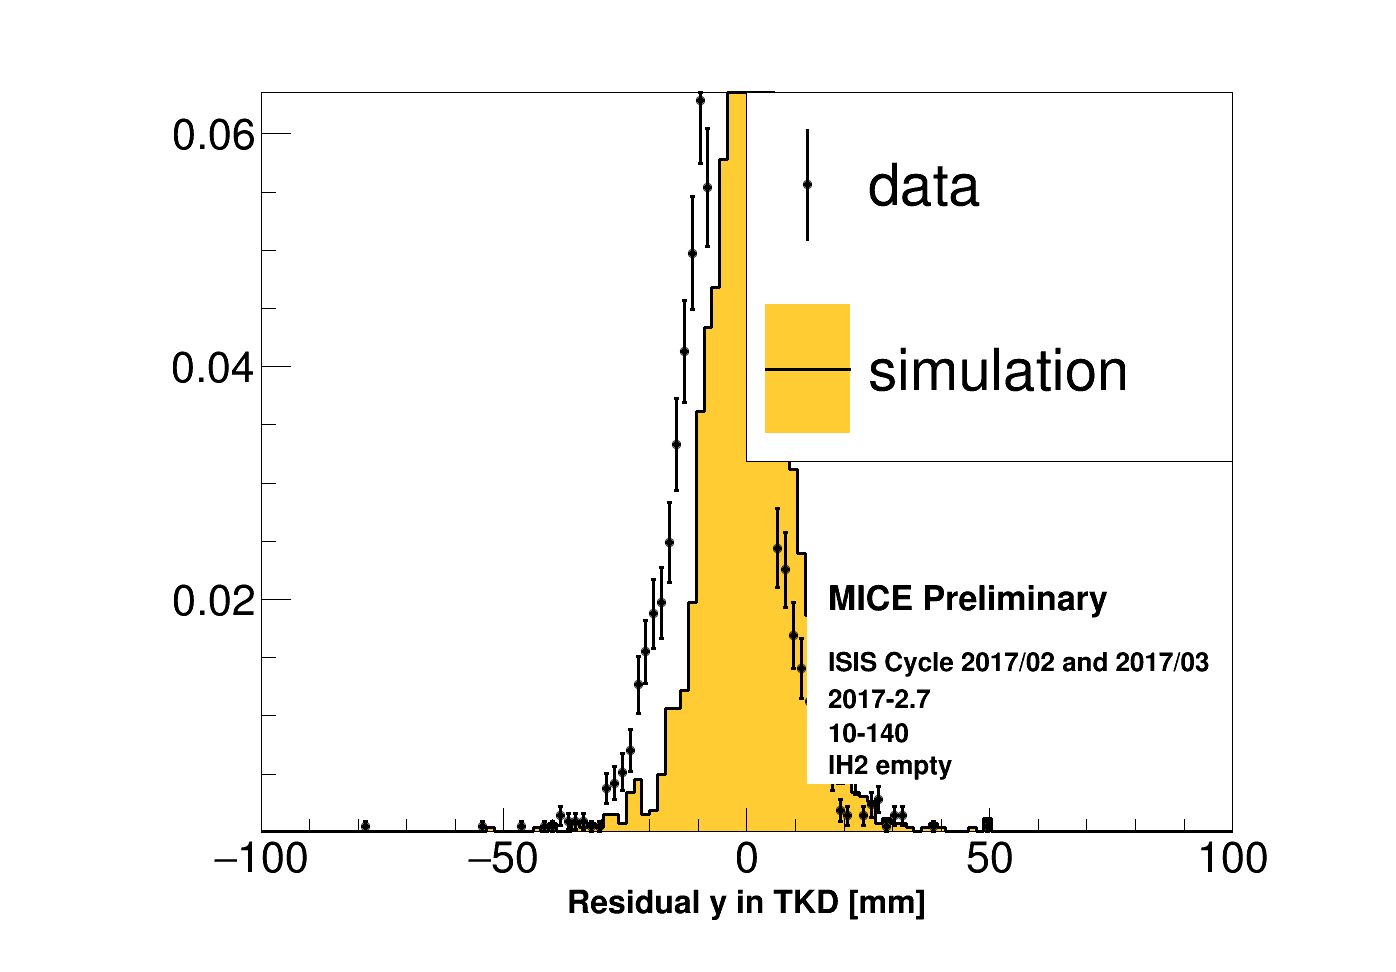 0.06
data
0.04
simulation
0.02
MICE Preliminary
ISIS Cycle 2017/02 and 2017/03
2017-2.7
10-140
IH2 empty
−100 −50 0 50 100
Residual y in TKD [mm]